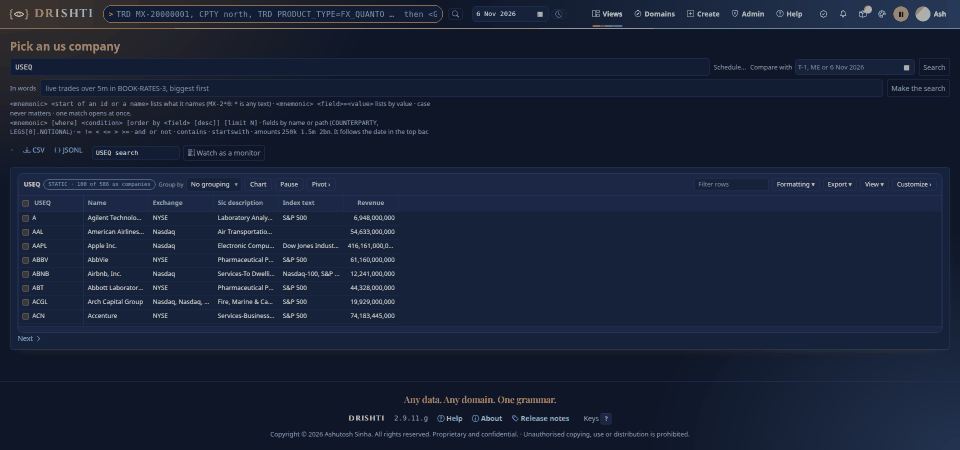 DRISHTI
> TRD MX-20000001, CPTY north, TRD PRODUCT_TYPE=FX_QUANTO … then <G
6 Nov 2026
Views
Domains
Create
Admin
Help
Ash
Pick an us company
USEQ
Schedule... Compare with
T-1, ME or 6 Nov 2026
Search
In words
live trades over 5m in BOOK-RATES-3, biggest first
Make the search
<mnemonic> <start of an id or a name> lists what it names (MX-2*0: * is any text) · <mnemonic> <field>=<value> lists by value · case
never matters · one match opens at once.
<mnemonic> [where] <condition> [order by <field> [desc]] [limit N] · fields by name or path (COUNTERPARTY,
LEGS[0].NOTIONAL) · = != < <= > >= · and or not · contains · startswith · amounts 250k 1.5m 2bn. It follows the date in the top bar.
CSV
JSONL
USEQ search
Watch as a monitor
USEQ
STATIC · 100 of 586 us companies
Group by
No grouping
Chart
Pause
Pivot ›
Filter rows
Formatting ▾
Export ▾
View ▾
Customize ›
USEQ Name Exchange Sic description Index text Revenue
A Agilent Technolo... NYSE Laboratory Analy... S&P 500 6,948,000,000
AAL American Airlines... Nasdaq Air Transportatio... 54,633,000,000
AAPL Apple Inc. Nasdaq Electronic Compu... Dow Jones Indust... 416,161,000,0...
ABBV AbbVie NYSE Pharmaceutical P... S&P 500 61,160,000,000
ABNB Airbnb, Inc. Nasdaq Services-To Dwelli... Nasdaq-100, S&P ... 12,241,000,000
ABT Abbott Laborator... NYSE Pharmaceutical P... S&P 500 44,328,000,000
ACGL Arch Capital Group Nasdaq, Nasdaq, ... Fire, Marine & Ca... S&P 500 19,929,000,000
ACN Accenture NYSE Services-Business... S&P 500 74,183,445,000
Next
Any data. Any domain. One grammar.
DRISHTI 2.9.11.g Help About Release notes Keys ?
Copyright © 2026 Ashutosh Sinha. All rights reserved. Proprietary and confidential. · Unauthorised copying, use or distribution is prohibited.